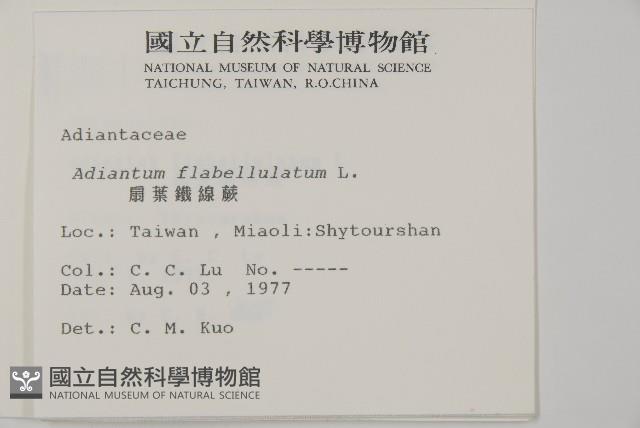 國立自然科學博物館
NATIONAL MUSEUM OF NATURAL SCIENCE
TAICHUNG, TAIWAN, R.O.CHINA
Adiantaceae
Adiantum flabellulatum L.
扇葉鐵線蕨
Loc.: Taiwan , Miaoli:Shytourshan
Col.: C. C. Lu No. -----
Date: Aug. 03 , 1977
Det.: C. M. Kuo
國立自然科學博物館
NATIONAL MUSEUM OF NATURAL SCIENCE